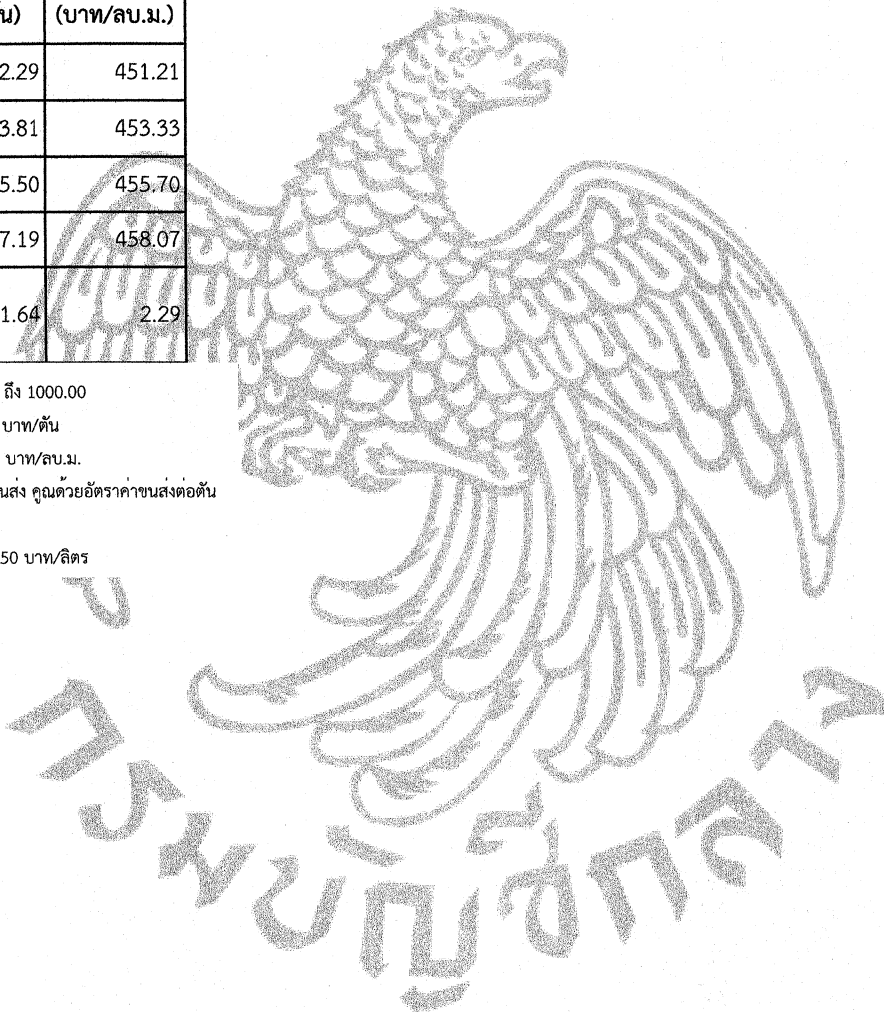 น) (บาท/ลบ.ม.)
2.29 451.21
3.81 453.33
5.50 455.70
7.19 458.07
1.64 2.29
ถึง 1000.00
บาท/ตัน
บาท/ลบ.ม.
นส่ง คูณด้วยอัตราค่าขนส่งต่อตัน
50 บาท/ลิตร
กรมบัญชีกลาง